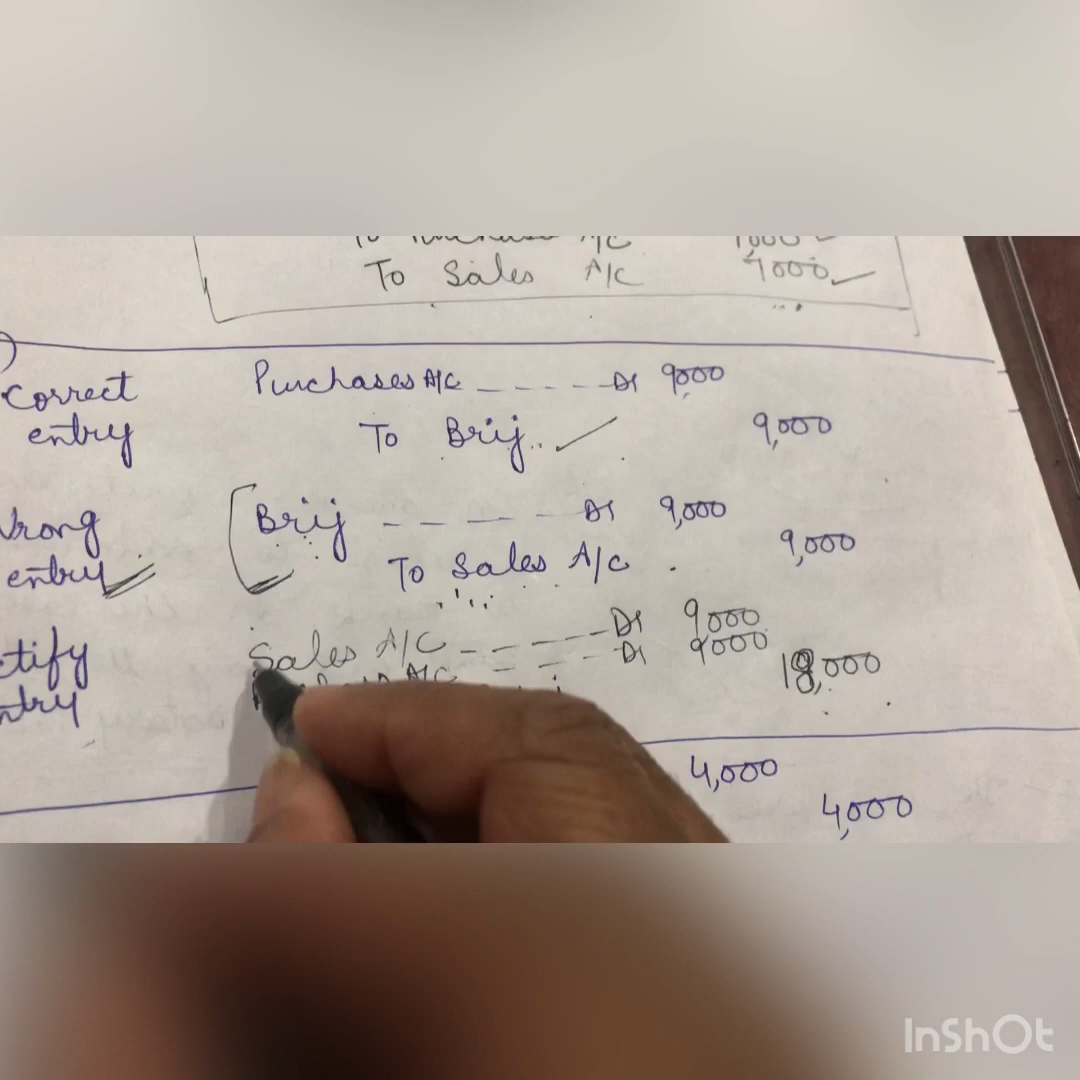 To Sales A/C 7000
Correct Purchases A/C Dr 9000
entry To Brij 9,000
Wrong Brij Dr 9,000
entry To Sales A/C 9,000
Sales A/C Dr 9000
A/C Dr 9000
18,000
4,000
4,000
InShOt